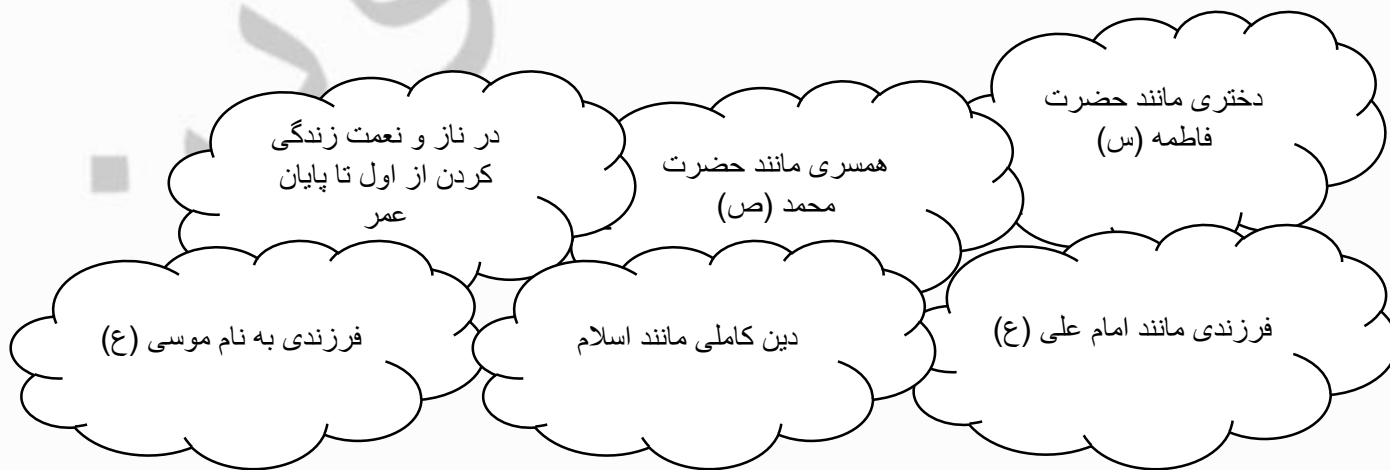 دختری مانند حضرت
فاطمه (س)
همسری مانند حضرت
محمد (ص)
در ناز و نعمت زندگی
کردن از اول تا پایان
عمر
فرزندی مانند امام علی (ع)
دین کاملی مانند اسلام
فرزندی به نام موسی (ع)